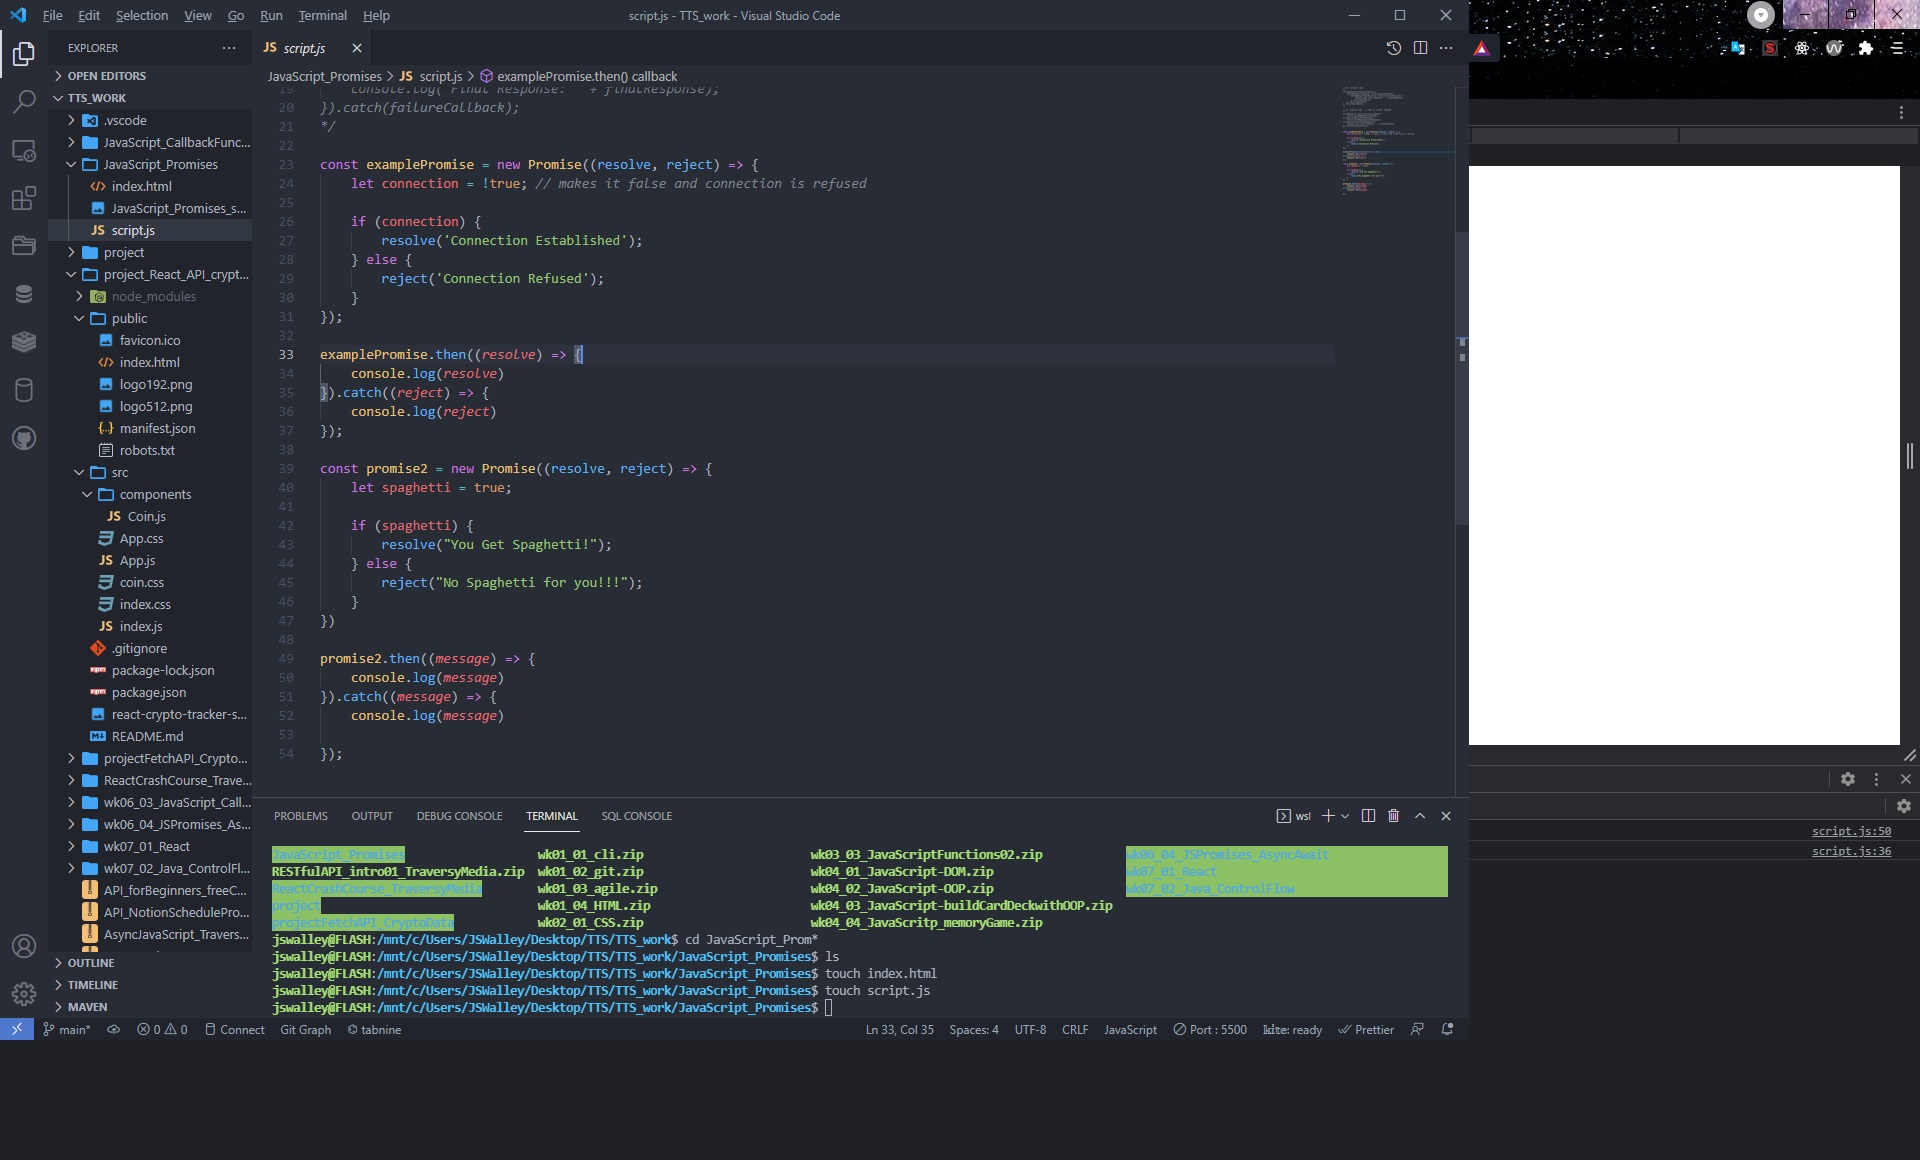 File Edit Selection View Go Run Terminal Help
script.js - TTS_work - Visual Studio Code
EXPLORER
OPEN EDITORS
TTS_WORK
.vscode
JavaScript_CallbackFunc...
JavaScript_Promises
index.html
JavaScript_Promises_s...
script.js
project
project_React_API_crypt...
node_modules
public
favicon.ico
index.html
logo192.png
logo512.png
manifest.json
robots.txt
src
components
Coin.js
App.css
App.js
coin.css
index.css
index.js
.gitignore
package-lock.json
package.json
react-crypto-tracker-s...
README.md
projectFetchAPI_Crypto...
ReactCrashCourse_Trave...
wk06_03_JavaScript_Call...
wk06_04_JSPromises_As...
wk07_01_React
wk07_02_Java_ControlFl...
API_forBeginners_freeC...
API_NotionSchedulePro...
AsyncJavaScript_Travers...
OUTLINE
TIMELINE
MAVEN
JS script.js
JavaScript_Promises > JS script.js > examplePromise.then() callback
19 console.log(`Final Response: ` + finalResponse);
20 }).catch(failureCallback);
21 */
22
23 const examplePromise = new Promise((resolve, reject) => {
24 let connection = !true; // makes it false and connection is refused
25
26 if (connection) {
27 resolve('Connection Established');
28 } else {
29 reject('Connection Refused');
30 }
31 });
32
33 examplePromise.then((resolve) => {
34 console.log(resolve)
35 }).catch((reject) => {
36 console.log(reject)
37 });
38
39 const promise2 = new Promise((resolve, reject) => {
40 let spaghetti = true;
41
42 if (spaghetti) {
43 resolve("You Get Spaghetti!");
44 } else {
45 reject("No Spaghetti for you!!!");
46 }
47 })
48
49 promise2.then((message) => {
50 console.log(message)
51 }).catch((message) => {
52 console.log(message)
53
54 });
PROBLEMS OUTPUT DEBUG CONSOLE TERMINAL SQL CONSOLE
wsl
JavaScript_Promises wk01_01_cli.zip wk03_03_JavaScriptFunctions02.zip wk06_04_JSPromises_AsyncAwait
RESTfulAPI_intro01_TraversyMedia.zip wk01_02_git.zip wk04_01_JavaScript-DOM.zip wk07_01_React
ReactCrashCourse_TraversyMedia wk01_03_agile.zip wk04_02_JavaScript-OOP.zip wk07_02_Java_ControlFlow
project wk01_04_HTML.zip wk04_03_JavaScript-buildCardDeckwithOOP.zip
projectFetchAPI_CryptoData wk02_01_CSS.zip wk04_04_JavaScritp_memoryGame.zip
jswalley@FLASH:/mnt/c/Users/JSWalley/Desktop/TTS/TTS_work$ cd JavaScript_Prom*
jswalley@FLASH:/mnt/c/Users/JSWalley/Desktop/TTS/TTS_work/JavaScript_Promises$ ls
jswalley@FLASH:/mnt/c/Users/JSWalley/Desktop/TTS/TTS_work/JavaScript_Promises$ touch index.html
jswalley@FLASH:/mnt/c/Users/JSWalley/Desktop/TTS/TTS_work/JavaScript_Promises$ touch script.js
jswalley@FLASH:/mnt/c/Users/JSWalley/Desktop/TTS/TTS_work/JavaScript_Promises$
main* 0 0 Connect Git Graph tabnine
Ln 33, Col 35 Spaces: 4 UTF-8 CRLF JavaScript Port : 5500 kite: ready Prettier
script.js:50
script.js:36